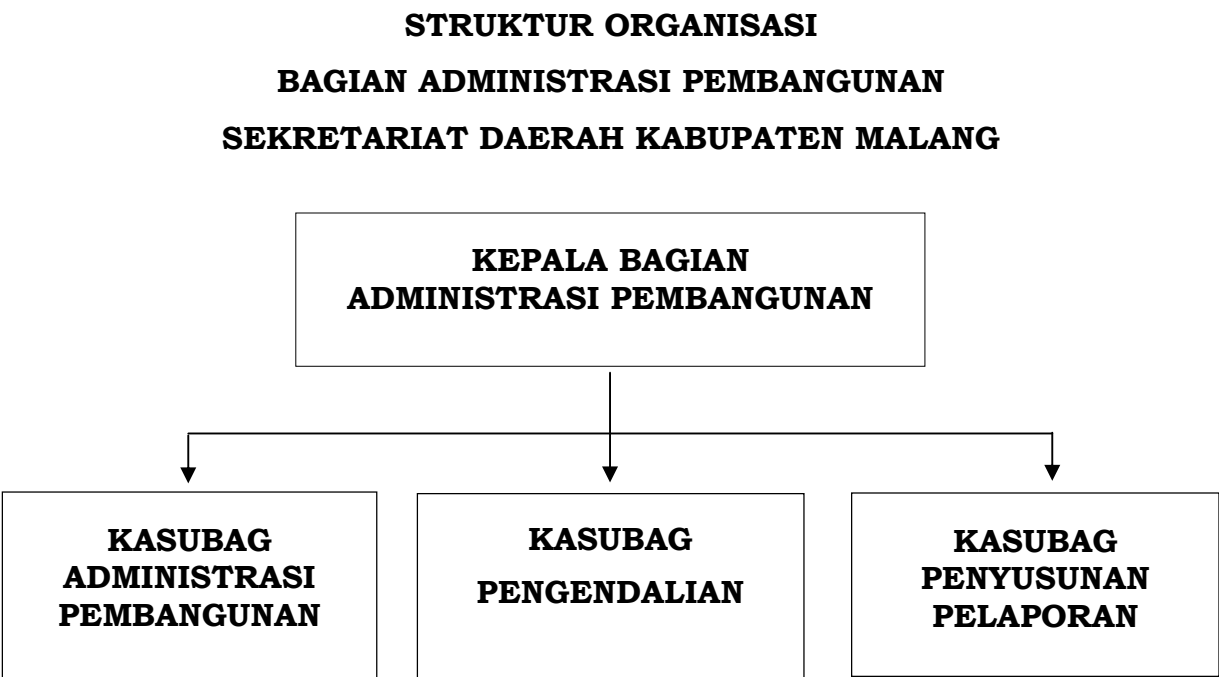 STRUKTUR ORGANISASI
BAGIAN ADMINISTRASI PEMBANGUNAN
SEKRETARIAT DAERAH KABUPATEN MALANG
KEPALA BAGIAN
ADMINISTRASI PEMBANGUNAN
KASUBAG
ADMINISTRASI
PEMBANGUNAN
KASUBAG
PENGENDALIAN
KASUBAG
PENYUSUNAN
PELAPORAN